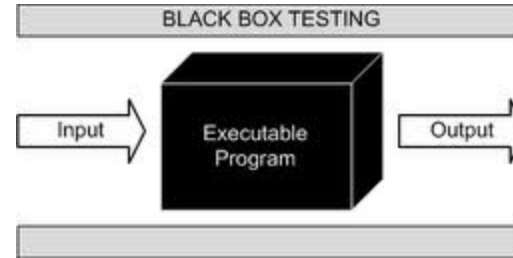 BLACK BOX TESTING
Input
Executable
Program
Output